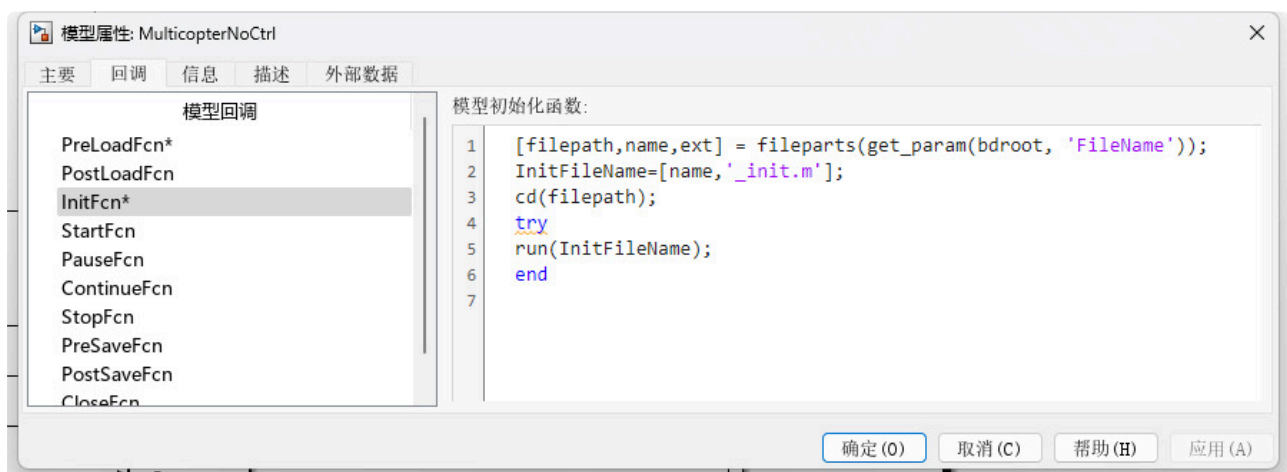 模型属性: MulticopterNoCtrl
主要 回调 信息 描述 外部数据
模型回调
PreLoadFcn*
PostLoadFcn
InitFcn*
StartFcn
PauseFcn
ContinueFcn
StopFcn
PreSaveFcn
PostSaveFcn
CloseFcn
模型初始化函数:
1 [filepath,name,ext] = fileparts(get_param(bdroot, 'FileName'));
2 InitFileName=[name,'_init.m'];
3 cd(filepath);
4 try
5 run(InitFileName);
6 end
7
确定(O) 取消(C) 帮助(H) 应用(A)